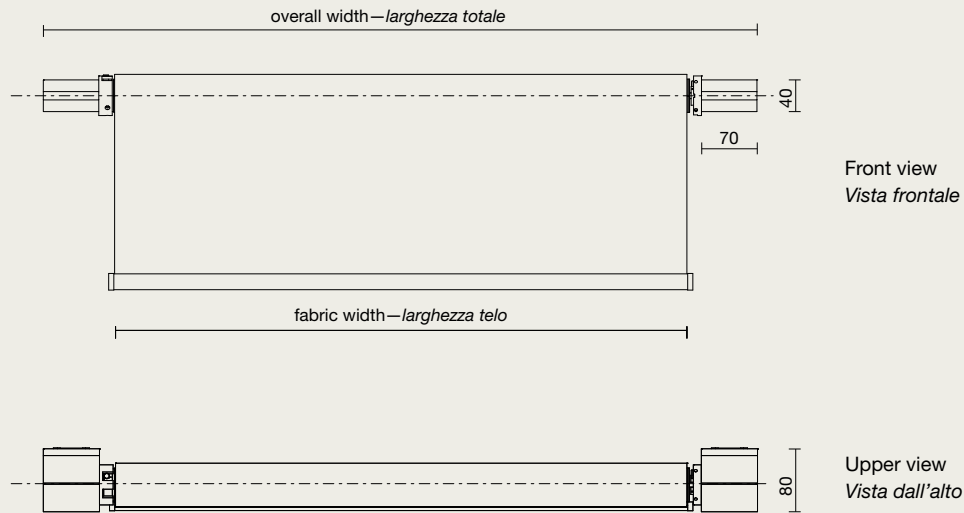 overall width—larghezza totale
40
70
Front view
Vista frontale
fabric width—larghezza telo
80
Upper view
Vista dall'alto